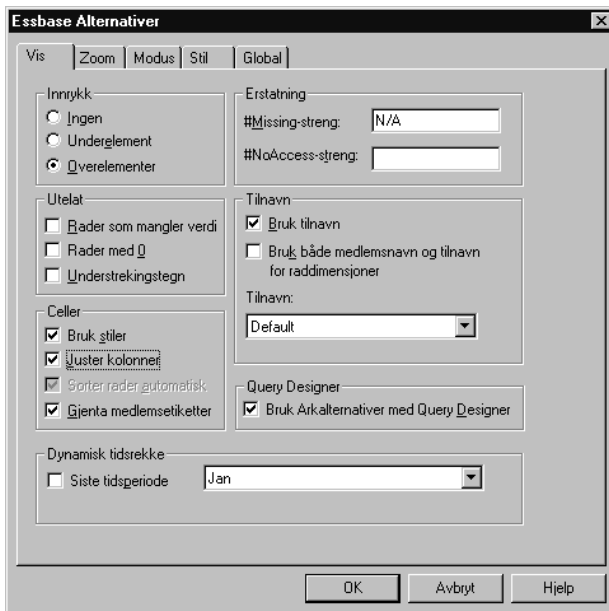 Essbase Alternativer
Vis Zoom Modus Stil Global
Innrykk
Ingen
Underelement
Overelementer
Erstatning
#Missing-streng: N/A
#NoAccess-streng:
Utelat
Rader som mangler verdi
Rader med 0
Understrekingstegn
Tilnavn
Bruk tilnavn
Bruk både medlemsnavn og tilnavn
for raddimensjoner
Tilnavn:
Default
Celler
Bruk stiler
Juster kolonner
Sorter rader automatisk
Gjenta medlemsetiketter
Query Designer
Bruk Arkalternativer med Query Designer
Dynamisk tidsrekke
Siste tidsperiode Jan
OK Avbryt Hjelp